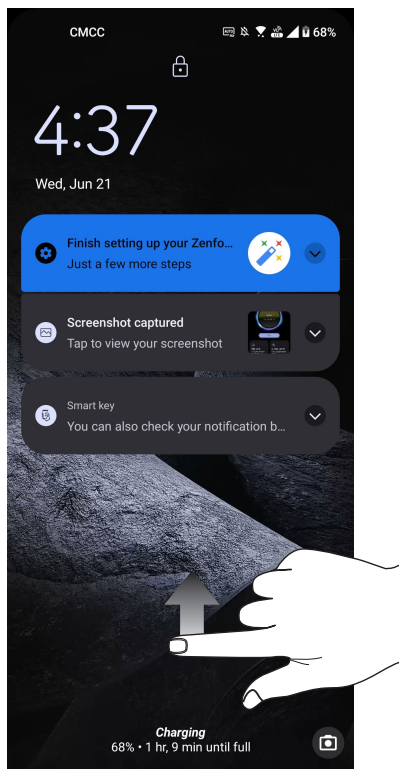 CMCC 68%
4:37
Wed, Jun 21
Finish setting up your Zenfo...
Just a few more steps
Screenshot captured
Tap to view your screenshot
Smart key
You can also check your notification b...
Charging
68% • 1 hr, 9 min until full